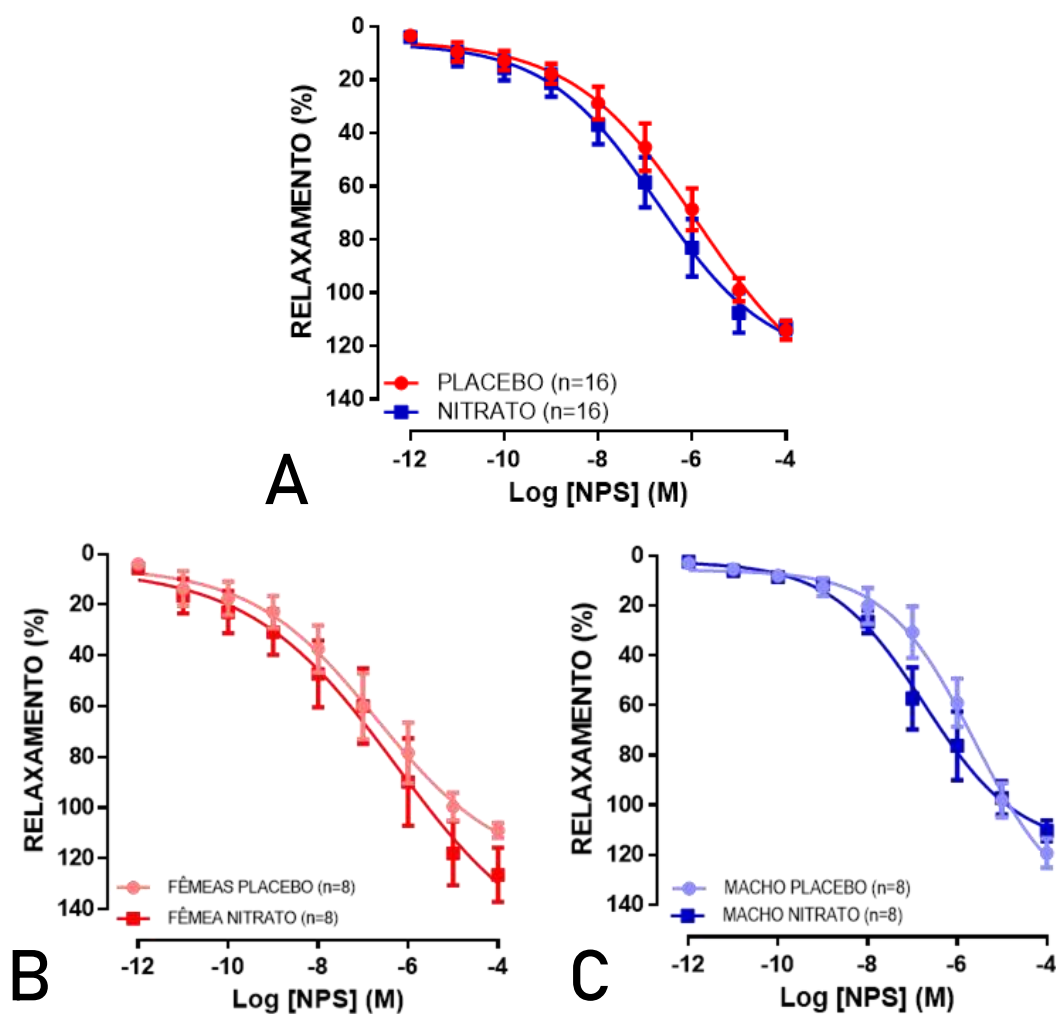 0
20
40
60
80
100
120
140
RELAXAMENTO (%)
PLACEBO (n=16)
NITRATO (n=16)
-12 -10 -8 -6 -4
Log [NPS] (M)
A
0
20
40
60
80
100
120
140
RELAXAMENTO (%)
FÊMEAS PLACEBO (n=8)
FÊMEA NITRATO (n=8)
-12 -10 -8 -6 -4
Log [NPS] (M)
B
0
20
40
60
80
100
120
140
RELAXAMENTO (%)
MACHO PLACEBO (n=8)
MACHO NITRATO (n=8)
-12 -10 -8 -6 -4
Log [NPS] (M)
C